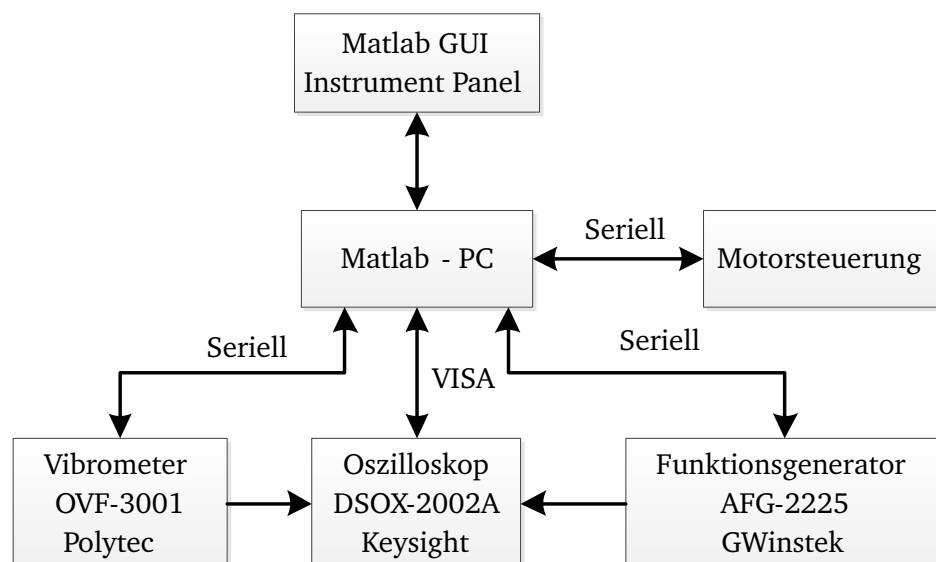 Matlab GUI
Instrument Panel
Matlab - PC
Seriell
Motorsteuerung
Seriell
VISA
Seriell
Vibrometer
OVF-3001
Polytec
Oszilloskop
DSOX-2002A
Keysight
Funktionsgenerator
AFG-2225
GWinstek